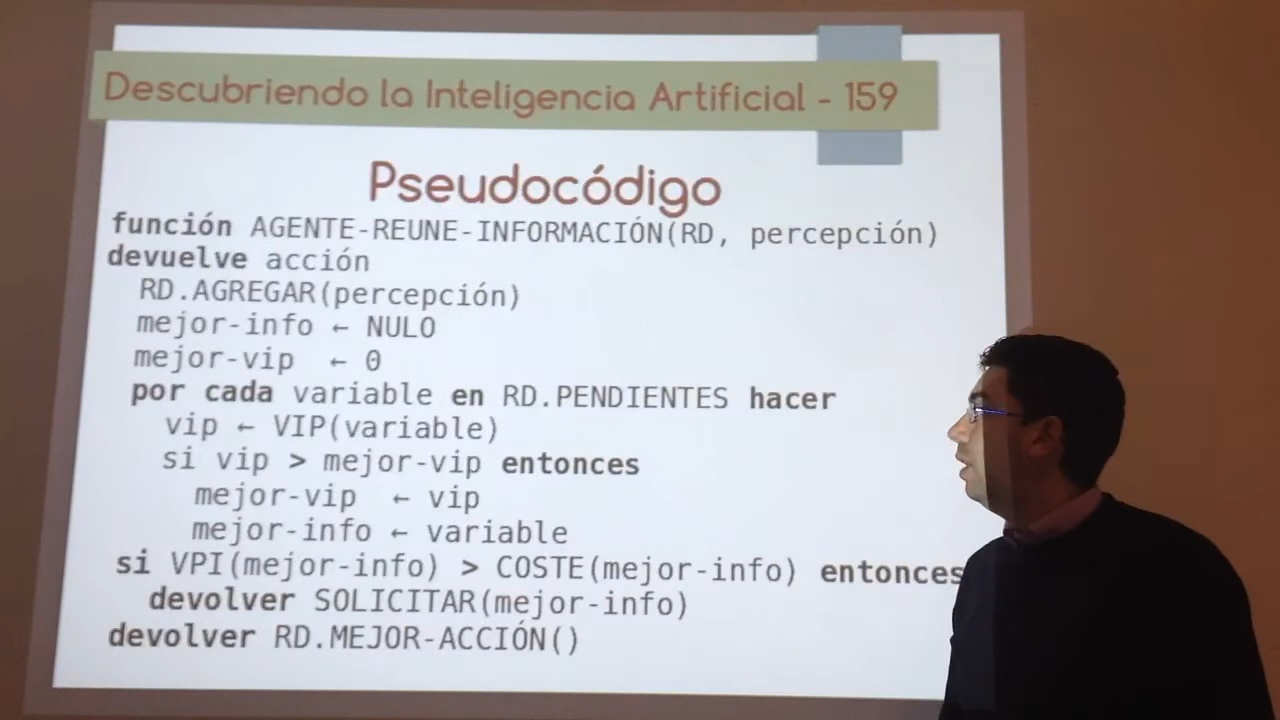 Descubriendo la Inteligencia Artificial - 159
Pseudocódigo
función AGENTE-REUNE-INFORMACIÓN(RD, percepción)
devuelve acción
RD.AGREGAR(percepción)
mejor-info ← NULO
mejor-vip ← 0
por cada variable en RD.PENDIENTES hacer
vip ← VIP(variable)
si vip > mejor-vip entonces
mejor-vip ← vip
mejor-info ← variable
si VPI(mejor-info) > COSTE(mejor-info) entonces
devolver SOLICITAR(mejor-info)
devolver RD.MEJOR-ACCIÓN()